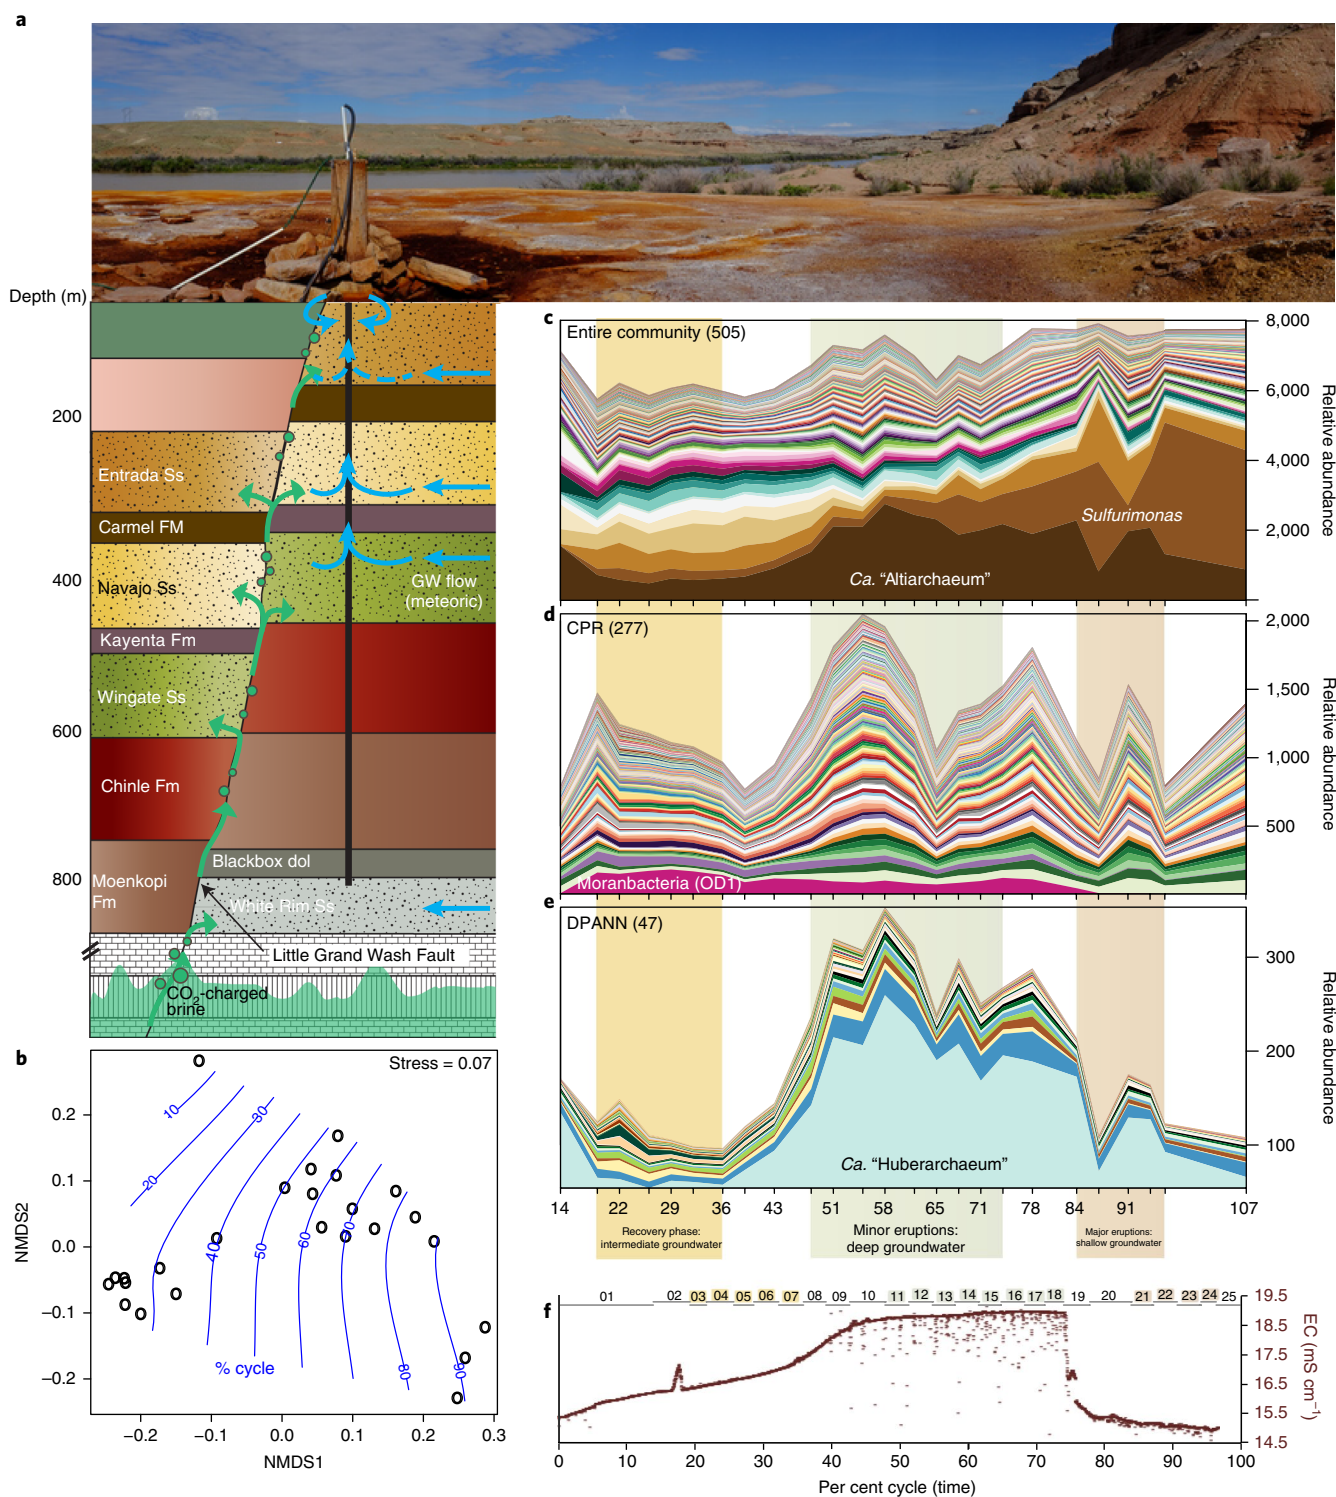 a
Depth (m)
200
400
600
800
Entrada Ss
Carmel FM
Navajo Ss
Kayenta Fm
Wingate Ss
Chinle Fm
Moenkopi
Fm
GW flow
(meteoric)
Blackbox dol
White Rim Ss
Little Grand Wash Fault
CO2-charged
brine
b
Stress = 0.07
10
20
30
40
50
60
70
80
90
% cycle
0.2
0.1
0.0
−0.1
−0.2
−0.2
−0.1
0.0
0.1
0.2
0.3
NMDS2
NMDS1
c
Entire community (505)
Sulfurimonas
Ca. “Altiarchaeum”
8,000
6,000
4,000
2,000
Relative abundance
d
CPR (277)
Moranbacteria (OD1)
2,000
1,500
1,000
500
Relative abundance
e
DPANN (47)
Ca. “Huberarchaeum”
300
200
100
Relative abundance
14 22 29 36 43 51 58 65 71 78 84 91 107
Recovery phase:
intermediate groundwater
Minor eruptions:
deep groundwater
Major eruptions:
shallow groundwater
f
01 02 03 04 05 06 07 08 09 10 11 12 13 14 15 16 17 18 19 20 21 22 23 24 25
19.5
18.5
17.5
16.5
15.5
14.5
EC (mS cm−1)
0 10 20 30 40 50 60 70 80 90 100
Per cent cycle (time)